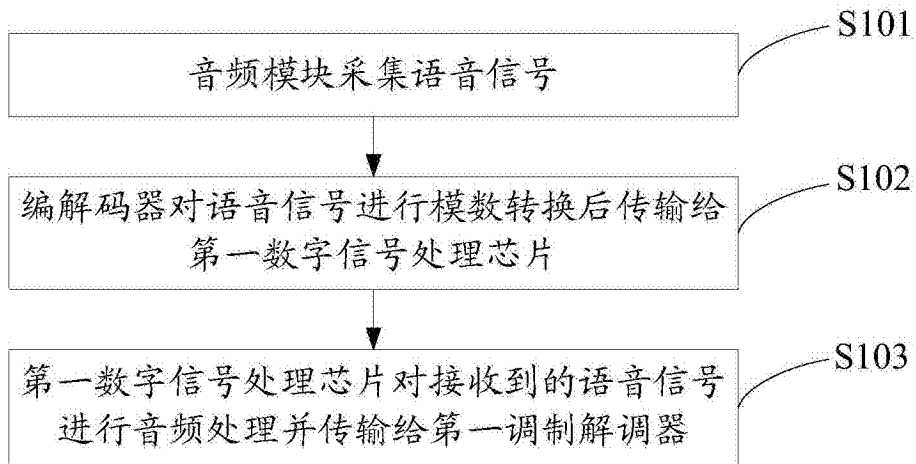 S101
音频模块采集语音信号
S102
编解码器对语音信号进行模数转换后传输给
第一数字信号处理芯片
S103
第一数字信号处理芯片对接收到的语音信号
进行音频处理并传输给第一调制解调器